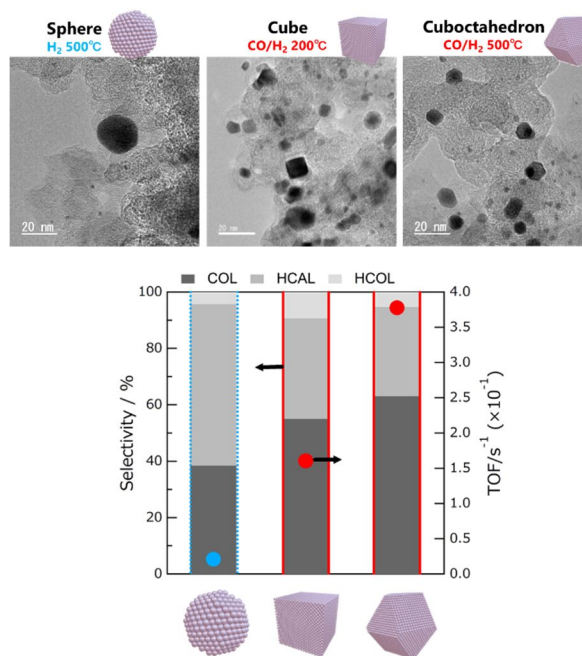 Sphere
H₂ 500℃
Cube
CO/H₂ 200℃
Cuboctahedron
CO/H₂ 500℃
20 nm
20 nm
20 nm
COL HCAL HCOL
Selectivity / %
100
80
60
40
20
0
4.0
3.5
3.0
2.5
2.0
1.5
1.0
0.5
0.0
TOF/s⁻¹ (×10⁻¹)